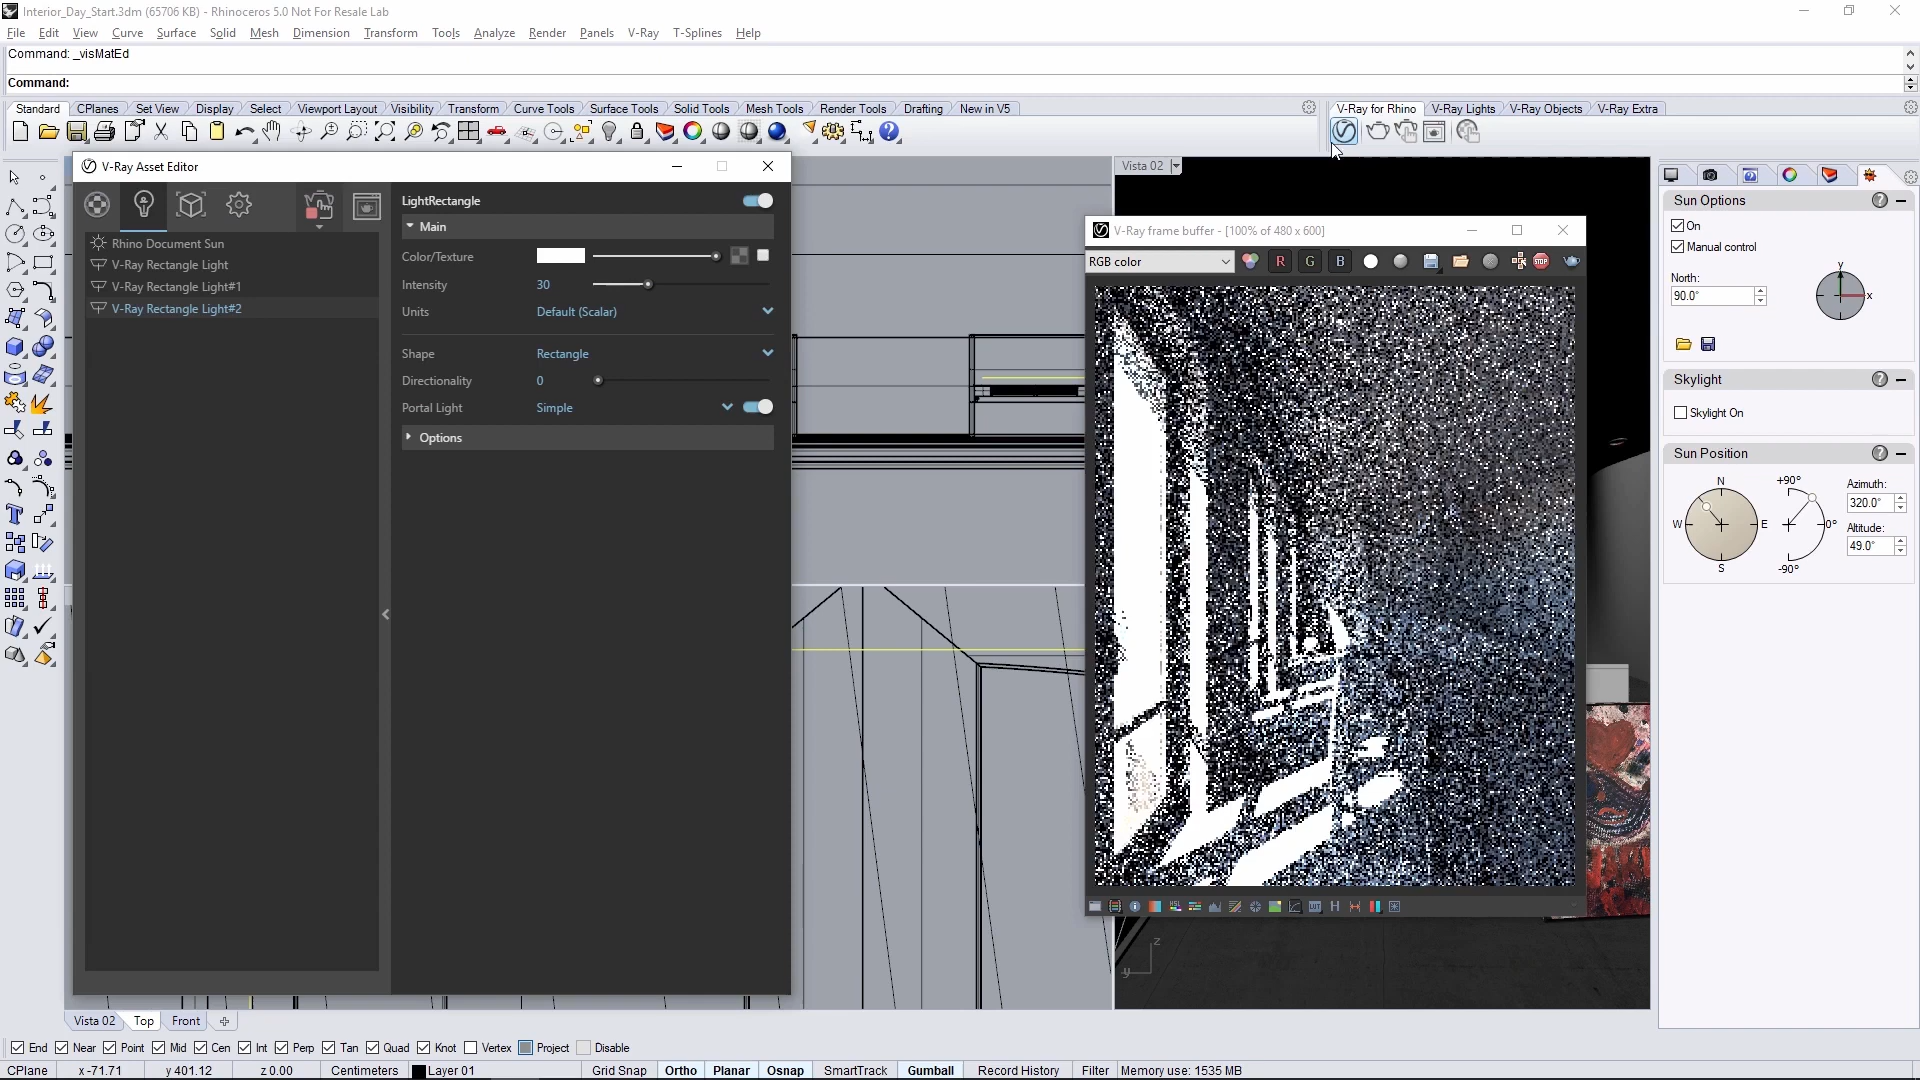 Interior_Day_Start.3dm (65706 KB) - Rhinoceros 5.0 Not For Resale Lab
File Edit View Curve Surface Solid Mesh Dimension Transform Tools Analyze Render Panels V-Ray T-Splines Help
Command: _visMatEd
Command:
Standard CPlanes Set View Display Select Viewport Layout Visibility Transform Curve Tools Surface Tools Solid Tools Mesh Tools Render Tools Drafting New in V5
V-Ray for Rhino V-Ray Lights V-Ray Objects V-Ray Extra
V-Ray Asset Editor
Rhino Document Sun
V-Ray Rectangle Light
V-Ray Rectangle Light#1
V-Ray Rectangle Light#2
LightRectangle
Main
Color/Texture
Intensity 30
Units Default (Scalar)
Shape Rectangle
Directionality 0
Portal Light Simple
Options
Vista 02
V-Ray frame buffer - [100% of 480 x 600]
RGB color R G B STOP
z
y
Sun Options
On
Manual control
North:
90.0°
y
x
Skylight
Skylight On
Sun Position
N
W E
S
+90°
0°
-90°
Azimuth:
320.0°
Altitude:
49.0°
Vista 02 Top Front
End Near Point Mid Cen Int Perp Tan Quad Knot Vertex Project Disable
CPlane x -71.71 y 401.12 z 0.00 Centimeters Layer 01 Grid Snap Ortho Planar Osnap SmartTrack Gumball Record History Filter Memory use: 1535 MB